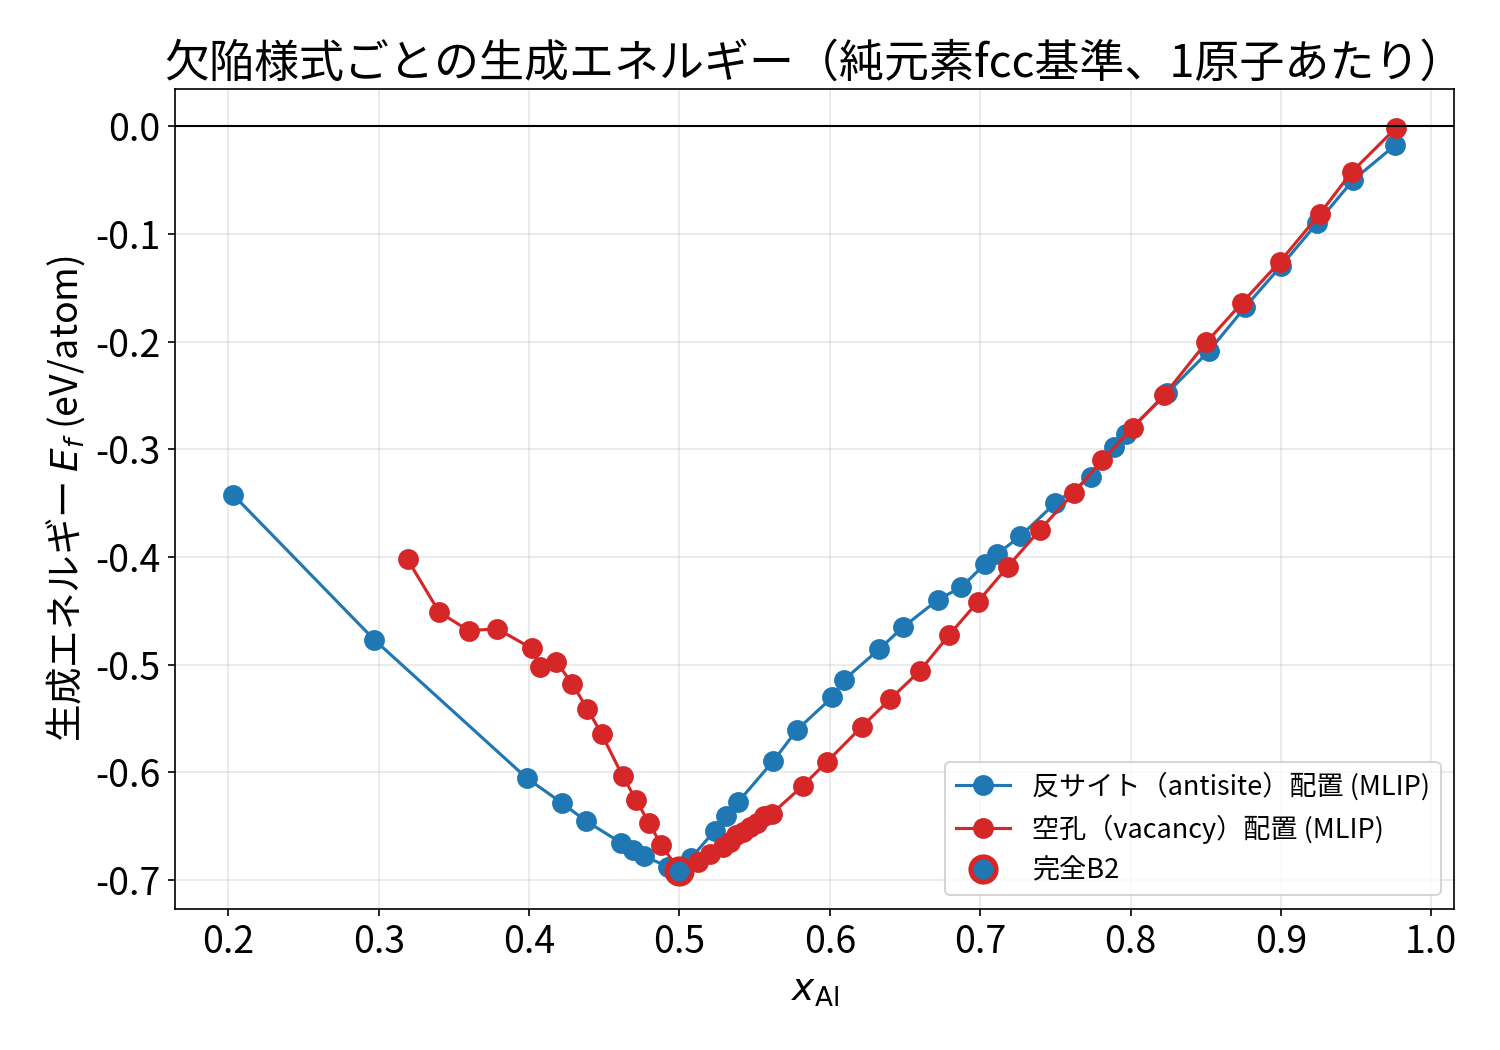 欠陥様式ごとの生成エネルギー（純元素fcc基準、1原子あたり）
生成エネルギー E_f (eV/atom)
0.0
-0.1
-0.2
-0.3
-0.4
-0.5
-0.6
-0.7
反サイト（antisite）配置 (MLIP)
空孔（vacancy）配置 (MLIP)
完全B2
0.2 0.3 0.4 0.5 0.6 0.7 0.8 0.9 1.0
x_Al